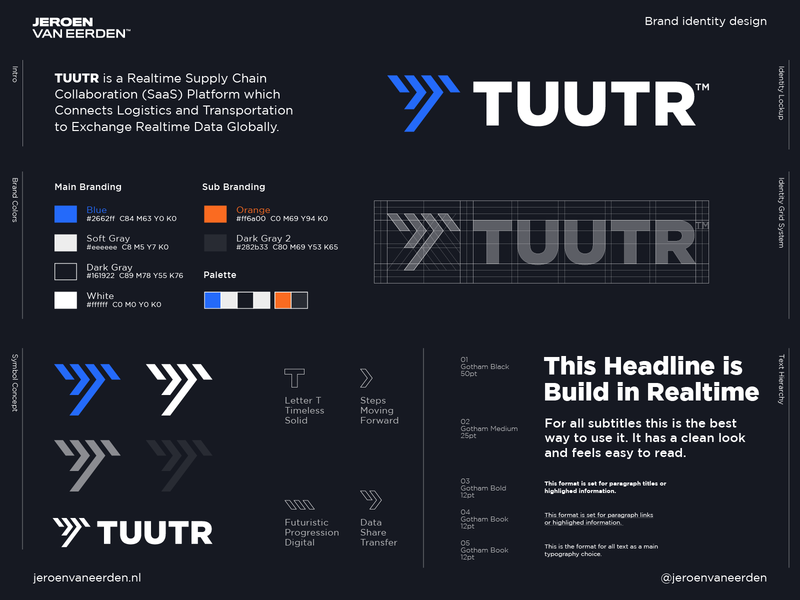 JEROEN
VAN EERDEN™
Brand identity design
Intro
TUUTR is a Realtime Supply Chain
Collaboration (SaaS) Platform which
Connects Logistics and Transportation
to Exchange Realtime Data Globally.
TUUTR™
Identity Lockup
Brand Colors
Main Branding
Blue
#2662ff C84 M63 Y0 K0
Soft Gray
#eeeeee C8 M5 Y7 K0
Dark Gray
#161922 C89 M78 Y55 K76
White
#ffffff C0 M0 Y0 K0
Sub Branding
Orange
#ff6a00 C0 M69 Y94 K0
Dark Gray 2
#282b33 C80 M69 Y53 K65
Palette
TUUTR™
Identity Grid System
Symbol Concept
TUUTR
Letter T
Timeless
Solid
Steps
Moving
Forward
Futuristic
Progression
Digital
Data
Share
Transfer
01
Gotham Black
50pt
This Headline is
Build in Realtime
02
Gotham Medium
25pt
For all subtitles this is the best
way to use it. It has a clean look
and feels easy to read.
03
Gotham Bold
12pt
This format is set for paragraph titles or
highlighed information.
04
Gotham Book
12pt
This format is set for paragraph links
or highlighed information.
05
Gotham Book
12pt
This is the format for all text as a main
typography choice.
Text Hierarchy
jeroenvaneerden.nl
@jeroenvaneerden